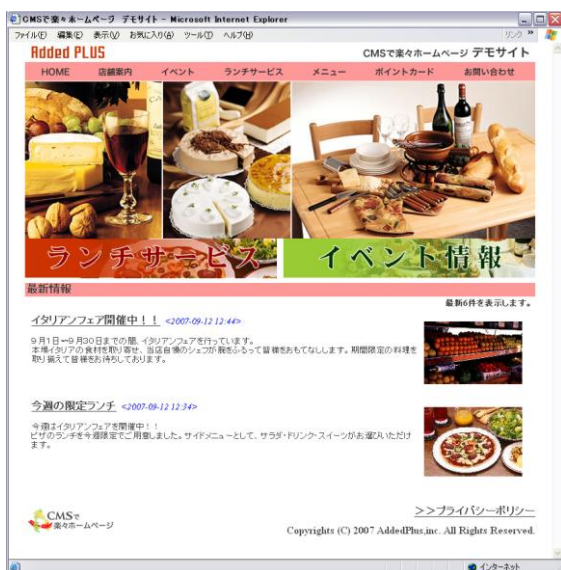 CMSで楽々ホームページ デモサイト - Microsoft Internet Explorer
ファイル(F) 編集(E) 表示(V) お気に入り(A) ツール(T) ヘルプ(H) リンク »
Added PLUS
CMSで楽々ホームページ デモサイト
HOME 店舗案内 イベント ランチサービス メニュー ポイントカード お問い合わせ
ランチサービス イベント情報
最新情報
最新6件を表示します。
イタリアンフェア開催中！！ <2007-09-12 12:44>
9月1日~9月30日までの間、イタリアンフェアを行っています。
本場イタリアの食材を取り寄せ、当店自慢のシェフが腕をふるって皆様をおもてなしします。期間限定の料理を
取り揃えて皆様をお待ちしております。
今週の限定ランチ <2007-09-12 12:34>
今週はイタリアンフェアを開催中！！
ピザのランチを今週限定でご用意しました。サイドメニューとして、サラダ・ドリンク・スイーツがお選びいただけ
ます。
CMSで
楽々ホームページ
>>プライバシーポリシー
Copyrights (C) 2007 AddedPlus,inc. All Rights Reserved.
インターネット